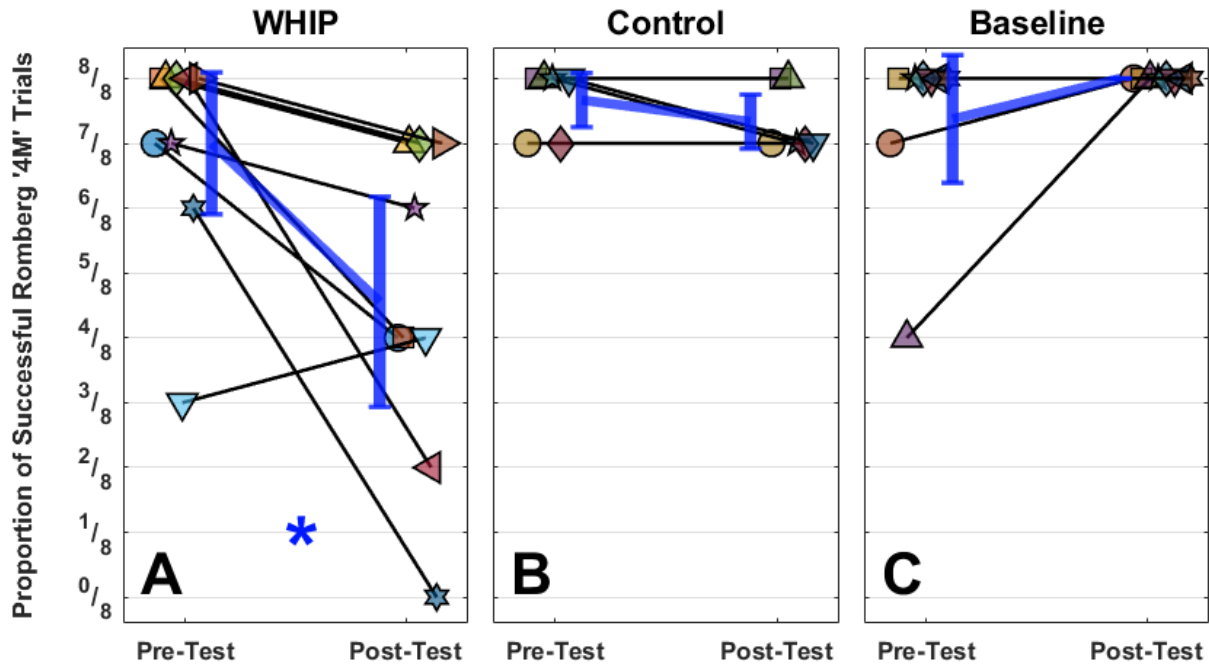 WHIP Control Baseline
Proportion of Successful Romberg '4M' Trials
8/8
7/8
6/8
5/8
4/8
3/8
2/8
1/8
0/8
*
A B C
Pre-Test Post-Test Pre-Test Post-Test Pre-Test Post-Test